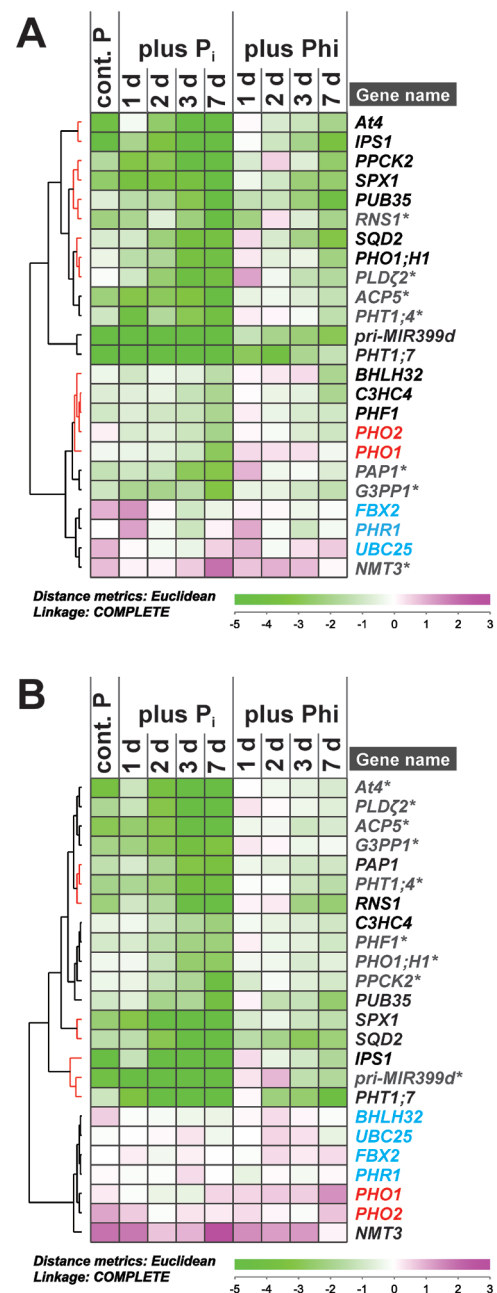 A
cont. P
plus Pi
plus Phi
1 d
2 d
3 d
7 d
1 d
2 d
3 d
7 d
Gene name
At4
IPS1
PPCK2
SPX1
PUB35
RNS1*
SQD2
PHO1;H1
PLDζ2*
ACP5*
PHT1;4*
pri-MIR399d
PHT1;7
BHLH32
C3HC4
PHF1
PHO2
PHO1
PAP1*
G3PP1*
FBX2
PHR1
UBC25
NMT3*
Distance metrics: Euclidean
Linkage: COMPLETE
-5 -4 -3 -2 -1 0 1 2 3
B
cont. P
plus Pi
plus Phi
1 d
2 d
3 d
7 d
1 d
2 d
3 d
7 d
Gene name
At4*
PLDζ2*
ACP5*
G3PP1*
PAP1
PHT1;4*
RNS1
C3HC4
PHF1*
PHO1;H1*
PPCK2*
PUB35
SPX1
SQD2
IPS1
pri-MIR399d*
PHT1;7
BHLH32
UBC25
FBX2
PHR1
PHO1
PHO2
NMT3
Distance metrics: Euclidean
Linkage: COMPLETE
-5 -4 -3 -2 -1 0 1 2 3